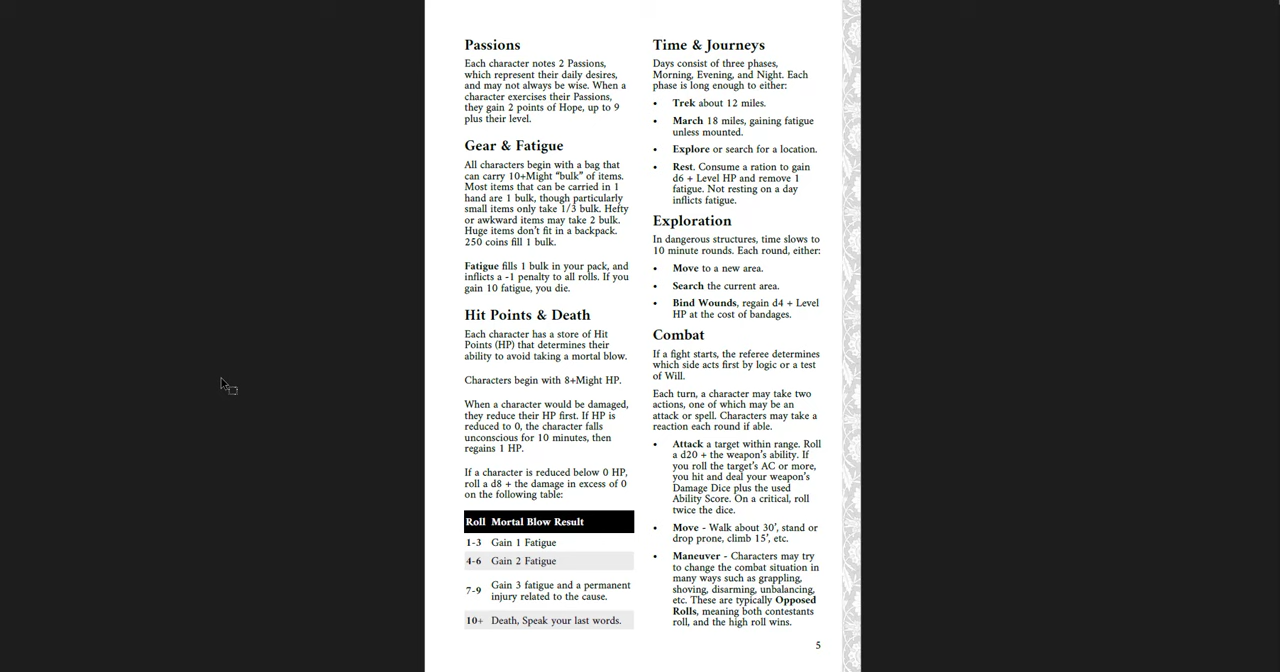 Passions
Each character notes 2 Passions,
which represent their daily desires,
and may not always be wise. When a
character exercises their Passions,
they gain 2 points of Hope, up to 9
plus their level.
Gear & Fatigue
All characters begin with a bag that
can carry 10+Might “bulk” of items.
Most items that can be carried in 1
hand are 1 bulk, though particularly
small items only take 1/3 bulk. Hefty
or awkward items may take 2 bulk.
Huge items don’t fit in a backpack.
250 coins fill 1 bulk.
Fatigue fills 1 bulk in your pack, and
inflicts a -1 penalty to all rolls. If you
gain 10 fatigue, you die.
Hit Points & Death
Each character has a store of Hit
Points (HP) that determines their
ability to avoid taking a mortal blow.
Characters begin with 8+Might HP.
When a character would be damaged,
they reduce their HP first. If HP is
reduced to 0, the character falls
unconscious for 10 minutes, then
regains 1 HP.
If a character is reduced below 0 HP,
roll a d8 + the damage in excess of 0
on the following table:
Roll Mortal Blow Result
1-3 Gain 1 Fatigue
4-6 Gain 2 Fatigue
7-9 Gain 3 fatigue and a permanent
injury related to the cause.
10+ Death, Speak your last words.
Time & Journeys
Days consist of three phases,
Morning, Evening, and Night. Each
phase is long enough to either:
• Trek about 12 miles.
• March 18 miles, gaining fatigue
unless mounted.
• Explore or search for a location.
• Rest. Consume a ration to gain
d6 + Level HP and remove 1
fatigue. Not resting on a day
inflicts fatigue.
Exploration
In dangerous structures, time slows to
10 minute rounds. Each round, either:
• Move to a new area.
• Search the current area.
• Bind Wounds, regain d4 + Level
HP at the cost of bandages.
Combat
If a fight starts, the referee determines
which side acts first by logic or a test
of Will.
Each turn, a character may take two
actions, one of which may be an
attack or spell. Characters may take a
reaction each round if able.
• Attack a target within range. Roll
a d20 + the weapon’s ability. If
you roll the target’s AC or more,
you hit and deal your weapon’s
Damage Dice plus the used
Ability Score. On a critical, roll
twice the dice.
• Move - Walk about 30’, stand or
drop prone, climb 15’, etc.
• Maneuver - Characters may try
to change the combat situation in
many ways such as grappling,
shoving, disarming, unbalancing,
etc. These are typically Opposed
Rolls, meaning both contestants
roll, and the high roll wins.
5